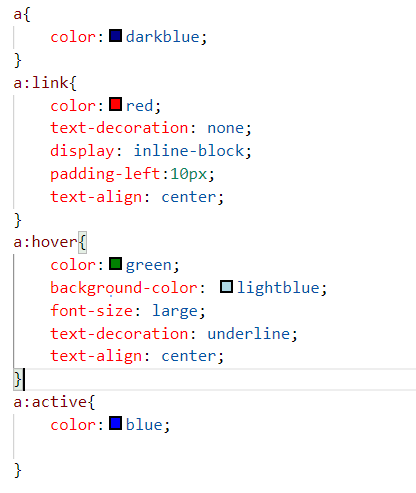 a{
color: darkblue;
}
a:link{
color: red;
text-decoration: none;
display: inline-block;
padding-left:10px;
text-align: center;
}
a:hover{
color: green;
background-color: lightblue;
font-size: large;
text-decoration: underline;
text-align: center;
}
a:active{
color: blue;
}